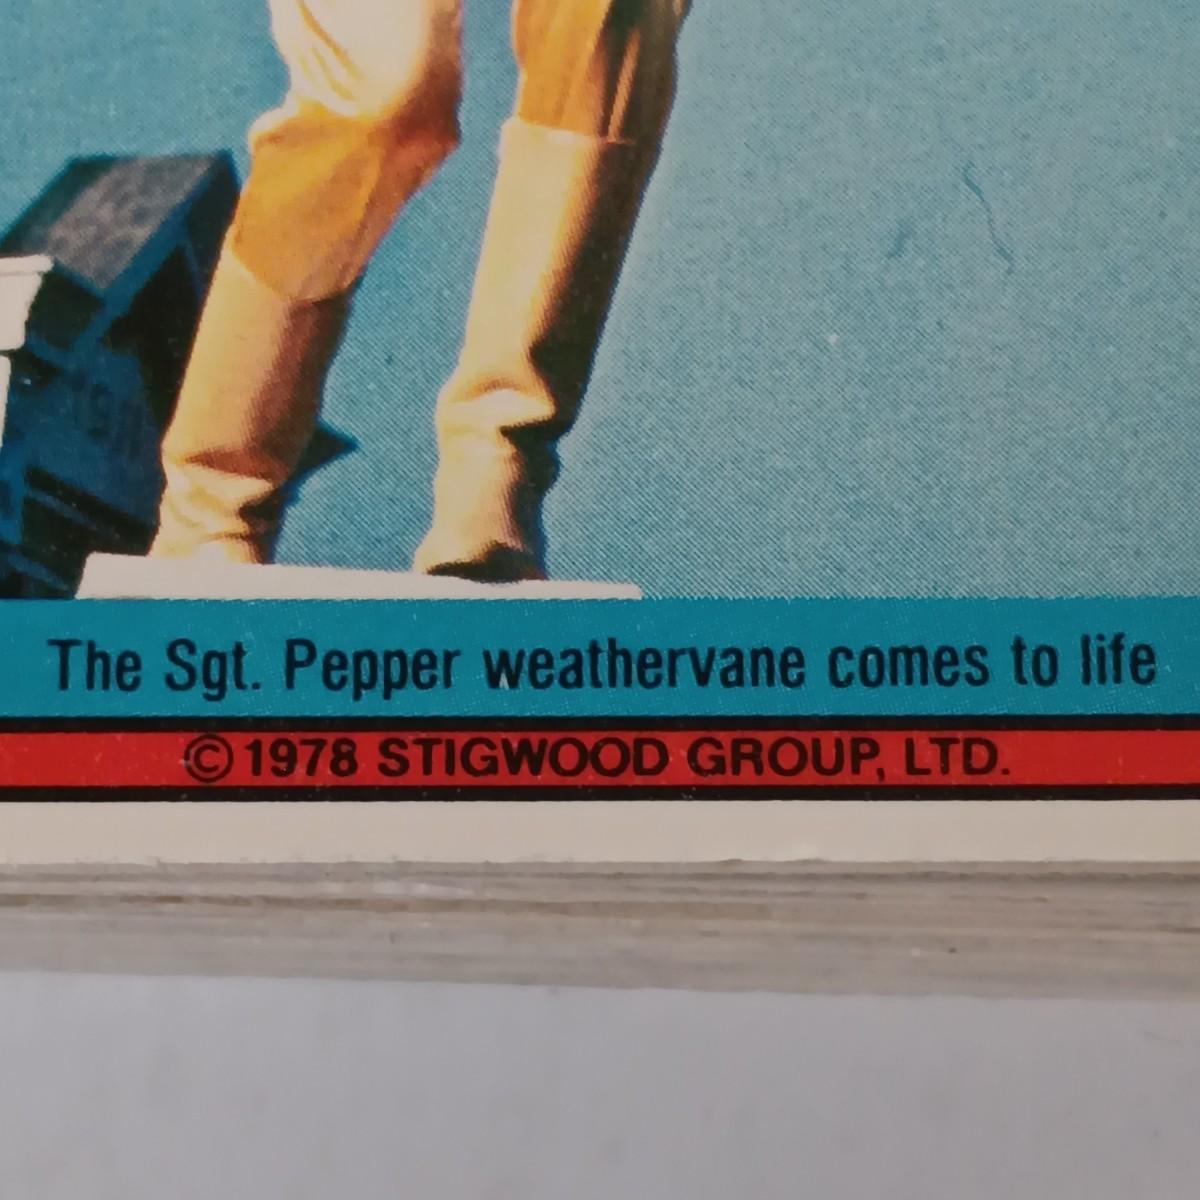 The Sgt. Pepper weathervane comes to life
©1978 STIGWOOD GROUP, LTD.